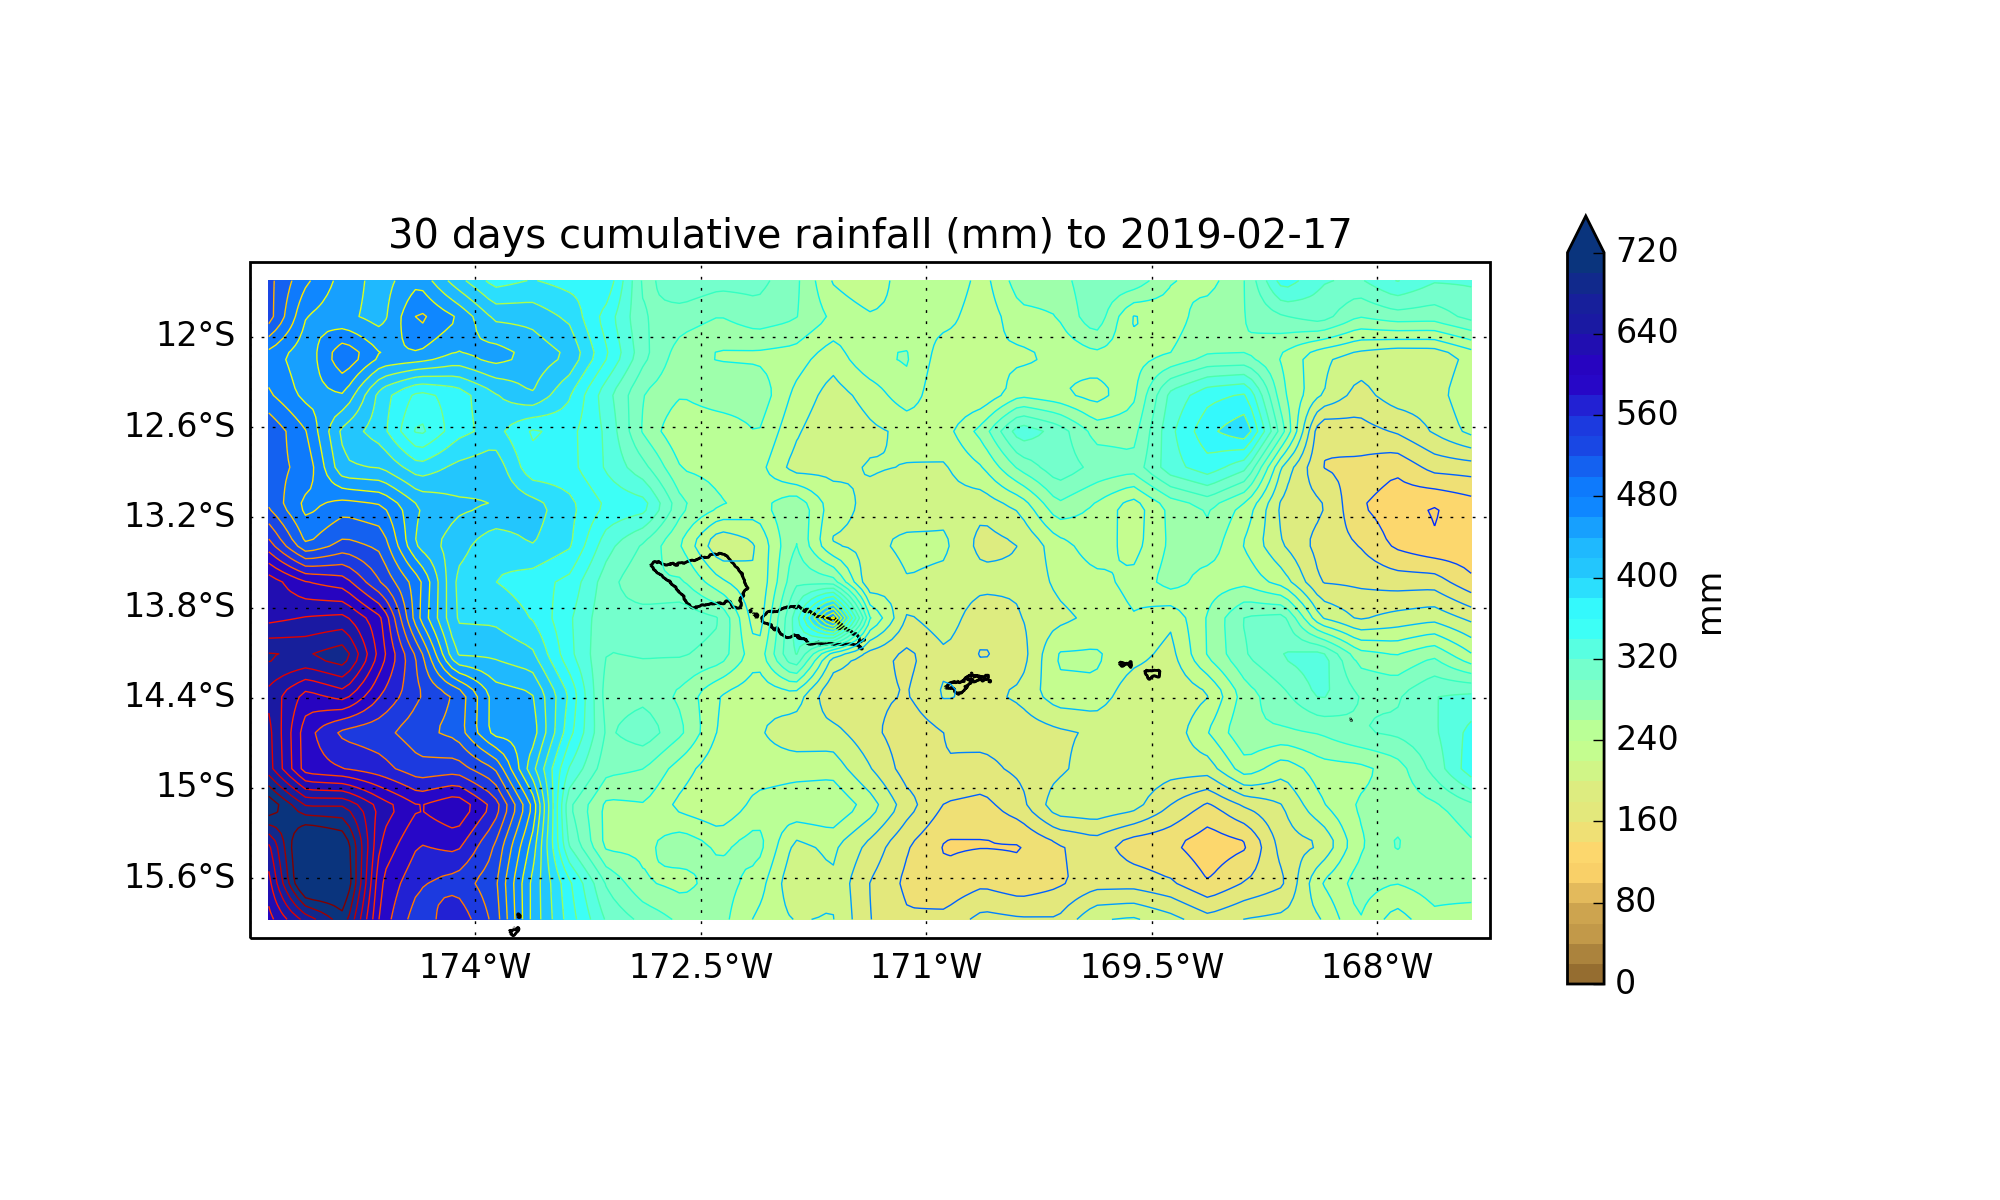 30 days cumulative rainfall (mm) to 2019-02-17
12°S
12.6°S
13.2°S
13.8°S
14.4°S
15°S
15.6°S
174°W
172.5°W
171°W
169.5°W
168°W
720
640
560
480
400
320
240
160
80
0
mm